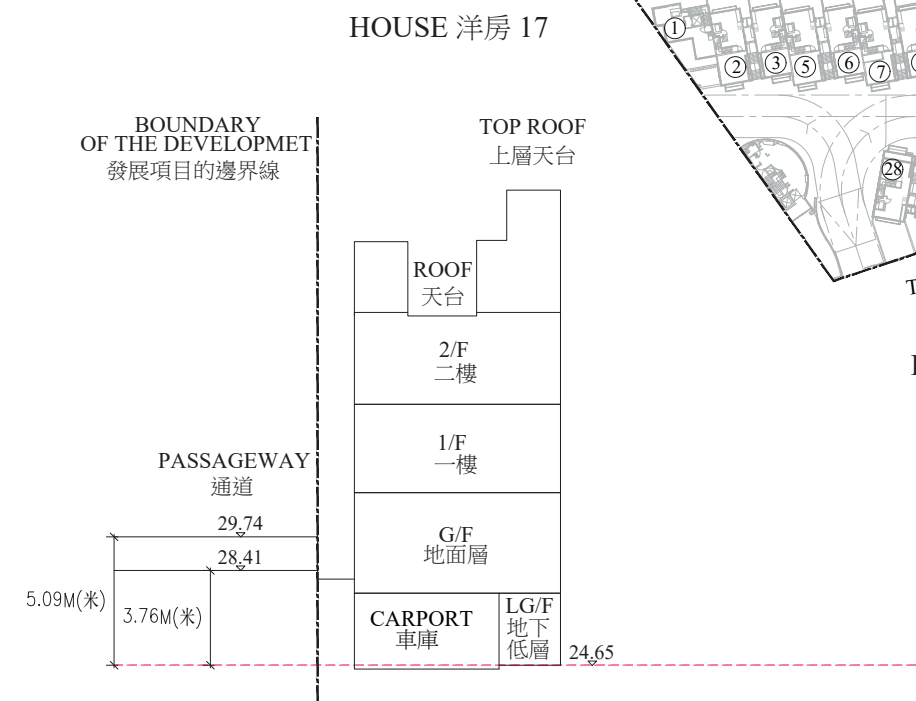 HOUSE 洋房 17
1
2
3
5
6
7
28
BOUNDARY
OF THE DEVELOPMET
發展項目的邊界線
TOP ROOF
上層天台
ROOF
天台
2/F
二樓
1/F
一樓
PASSAGEWAY
通道
29.74
28.41
G/F
地面層
5.09M(米)
3.76M(米)
CARPORT
車庫
LG/F
地下
低層
24.65